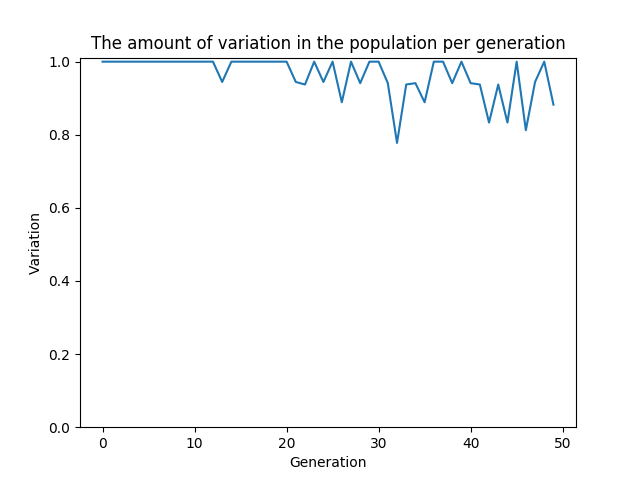 The amount of variation in the population per generation
1.0
0.8
0.6
0.4
0.2
0.0
Variation
0 10 20 30 40 50
Generation